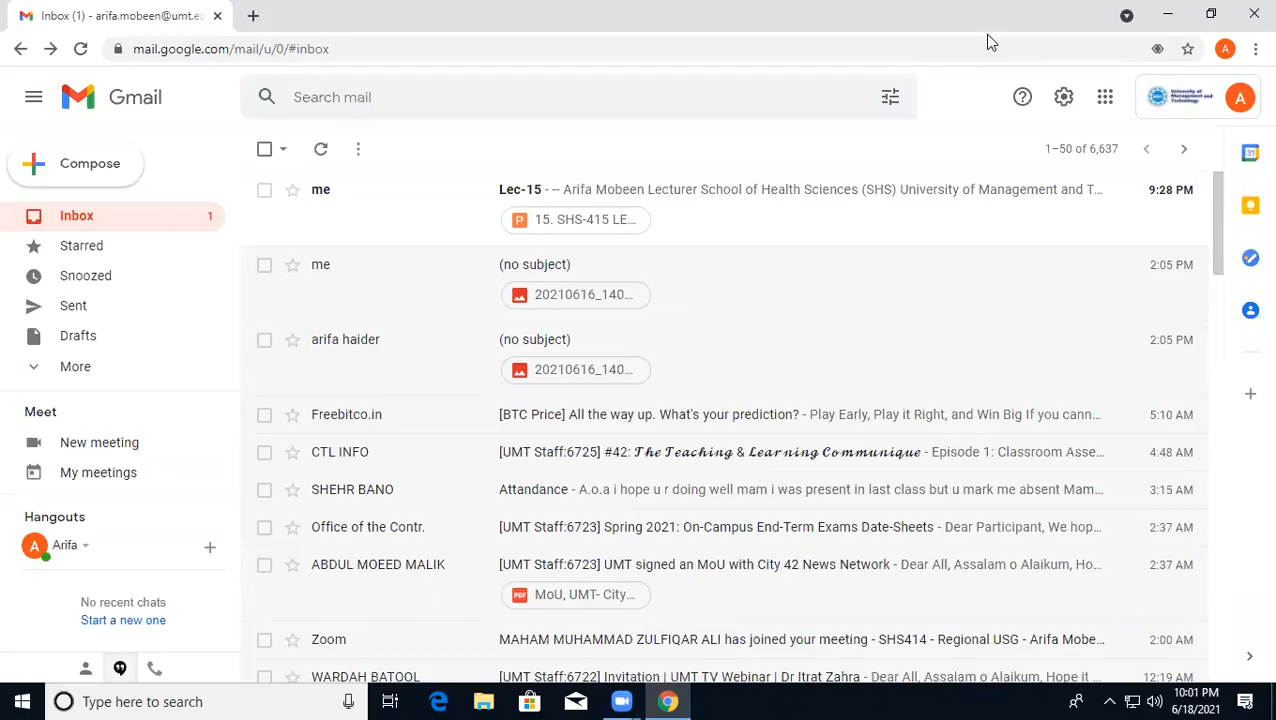 Inbox (1) - arifa.mobeen@umt.ec
mail.google.com/mail/u/0/#inbox
A
Gmail
Search mail
University of Management and Technology
A
Compose
1–50 of 6,637
Inbox 1
Starred
Snoozed
Sent
Drafts
More
Meet
New meeting
My meetings
Hangouts
A Arifa
No recent chats
Start a new one
me Lec-15 - -- Arifa Mobeen Lecturer School of Health Sciences (SHS) University of Management and T... 9:28 PM
P 15. SHS-415 LE...
me (no subject) 2:05 PM
20210616_140...
arifa haider (no subject) 2:05 PM
20210616_140...
Freebitco.in [BTC Price] All the way up. What's your prediction? - Play Early, Play it Right, and Win Big If you cann... 5:10 AM
CTL INFO [UMT Staff:6725] #42: 𝓣𝓱𝓮 𝓣𝓮𝓪𝓬𝓱𝓲𝓷𝓰 & 𝓛𝓮𝓪𝓻𝓷𝓲𝓷𝓰 𝓒𝓸𝓶𝓶𝓾𝓷𝓲𝓺𝓾𝓮 - Episode 1: Classroom Asse... 4:48 AM
SHEHR BANO Attandance - A.o.a i hope u r doing well mam i was present in last class but u mark me absent Mam... 3:15 AM
Office of the Contr. [UMT Staff:6723] Spring 2021: On-Campus End-Term Exams Date-Sheets - Dear Participant, We hop... 2:37 AM
ABDUL MOEED MALIK [UMT Staff:6723] UMT signed an MoU with City 42 News Network - Dear All, Assalam o Alaikum, Ho... 2:37 AM
PDF MoU, UMT- City...
Zoom MAHAM MUHAMMAD ZULFIQAR ALI has joined your meeting - SHS414 - Regional USG - Arifa Mobe... 2:00 AM
WARDAH BATOOL [UMT Staff:6722] Invitation | UMT TV Webinar | Dr Itrat Zahra - Dear All, Assalam o Alaikum, Hope it ... 12:19 AM
31
Type here to search
10:01 PM
6/18/2021